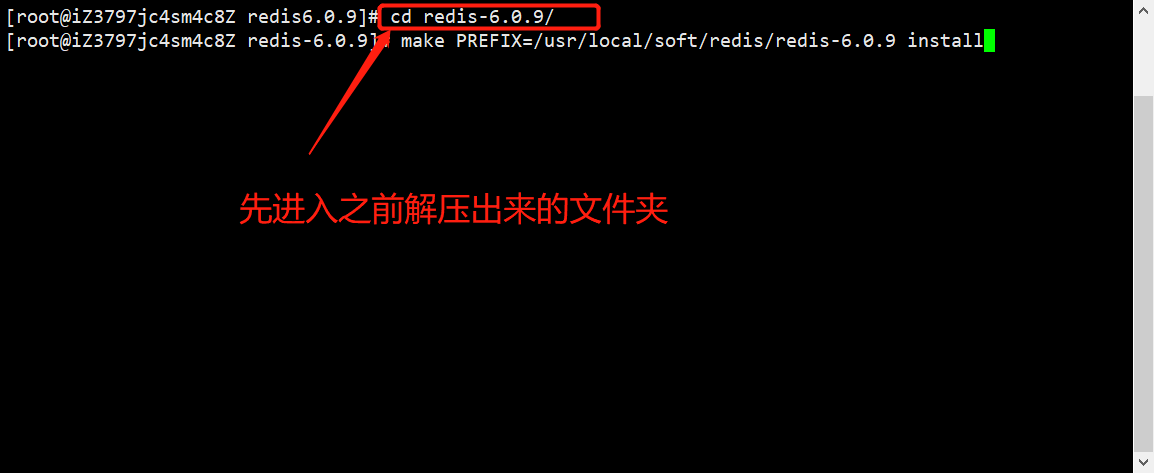 [root@iZ3797jc4sm4c8Z redis6.0.9]# cd redis-6.0.9/
[root@iZ3797jc4sm4c8Z redis-6.0.9]# make PREFIX=/usr/local/soft/redis/redis-6.0.9 install
先进入之前解压出来的文件夹